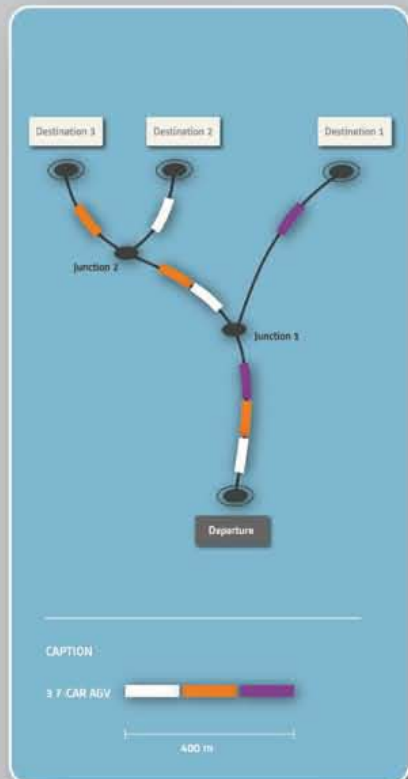 Destination 3
Destination 2
Destination 1
Junction 2
Junction 1
Departure
CAPTION
3 7-CAR AGV
400 m